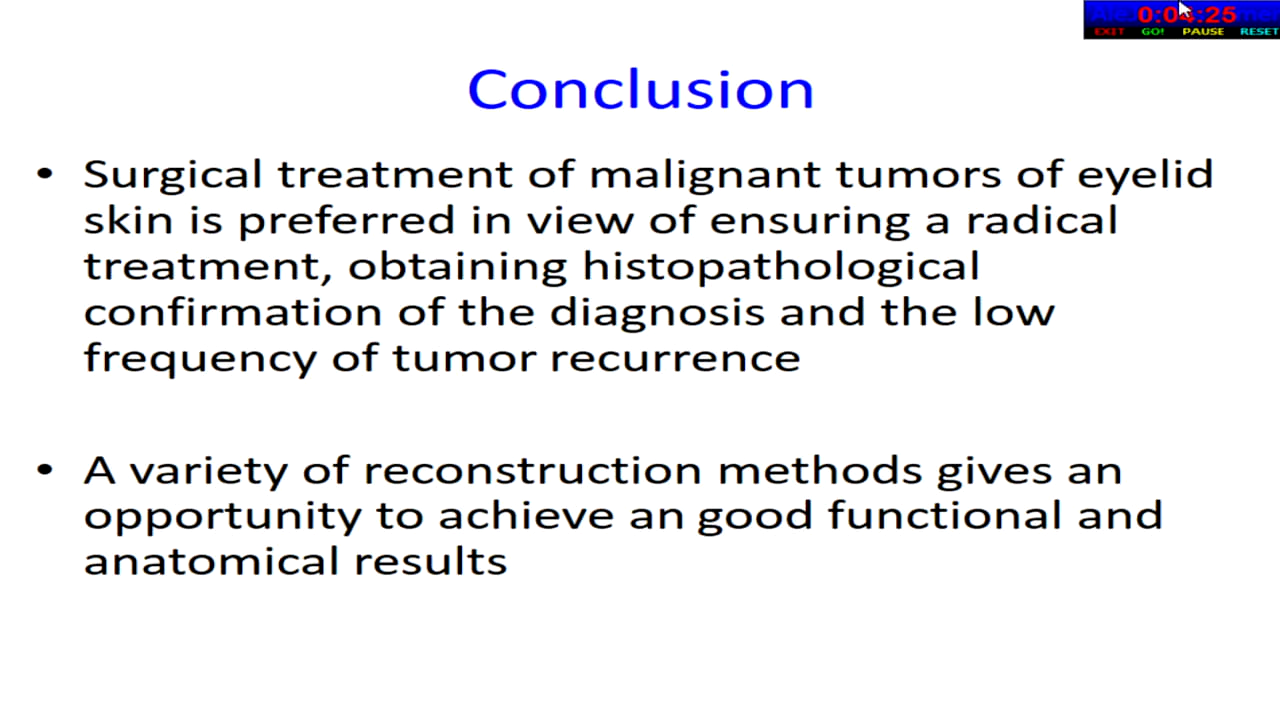 0:04:25
EXIT GO! PAUSE RESET
Conclusion
• Surgical treatment of malignant tumors of eyelid
skin is preferred in view of ensuring a radical
treatment, obtaining histopathological
confirmation of the diagnosis and the low
frequency of tumor recurrence
• A variety of reconstruction methods gives an
opportunity to achieve an good functional and
anatomical results